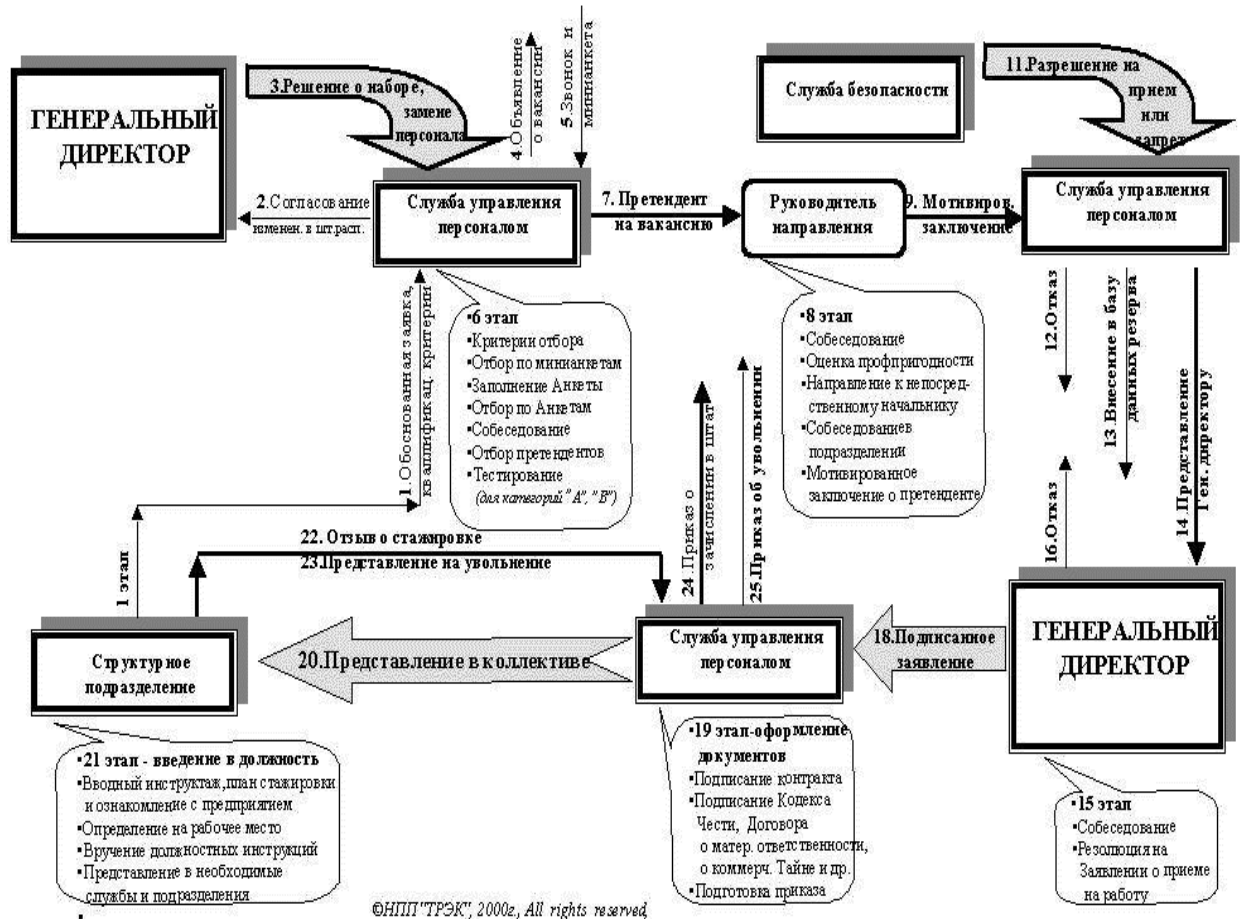 ГЕНЕРАЛЬНЫЙ
ДИРЕКТОР
3.Решение о наборе,
замене
персонала
4.Объявление
о вакансии
5.Звонок и
минианкета
Служба безопасности
11.Разрешение на
прием
или
запрет
2.Согласование
изменен. в шт.расп.
Служба управления
персоналом
7. Претендент
на вакансию
Руководитель
направления
9. Мотивиров.
заключение
Служба управления
персоналом
1.Обоснованная заявка,
кваллификац. критерии
•6 этап
•Критерии отбора
•Отбор по минианкетам
•Заполнение Анкеты
•Отбор по Анкетам
•Собеседование
•Отбор претендентов
•Тестирование
(для категорий "А", "В")
•8 этап
•Собеседование
•Оценка профпригодности
•Направление к непосред-
ственному начальнику
•Собеседованиев
подразделении
•Мотивированное
заключение о претенденте
12.Отказ
13.Внесение в базу
данных резерва
14.Представление
Ген. директору
16.Отказ
1 этап
22. Отзыв о стажировке
23.Представление на увольнение
24.Приказ о
зачислении в штат
25.Приказ об увольнении
Структурное
подразделение
20.Представление в коллективе
Служба управления
персоналом
18.Подписанное
заявление
ГЕНЕРАЛЬНЫЙ
ДИРЕКТОР
•21 этап - введение в должность
•Вводный инструктаж,план стажировки
и ознакомление с предприятием
•Определение на рабочее место
•Вручение должностных инструкций
•Представление в необходимые
службы и подразделения
•19 этап-оформление
документов
•Подписание контракта
•Подписание Кодекса
Чести, Договора
о матер. ответственности,
о коммерч. Тайне и др.
•Подготовка приказа
•15 этап
•Собеседование
•Резолюция на
Заявлении о приеме
на работу
©НПП "ТРЭК", 2000г., All rights reserved,